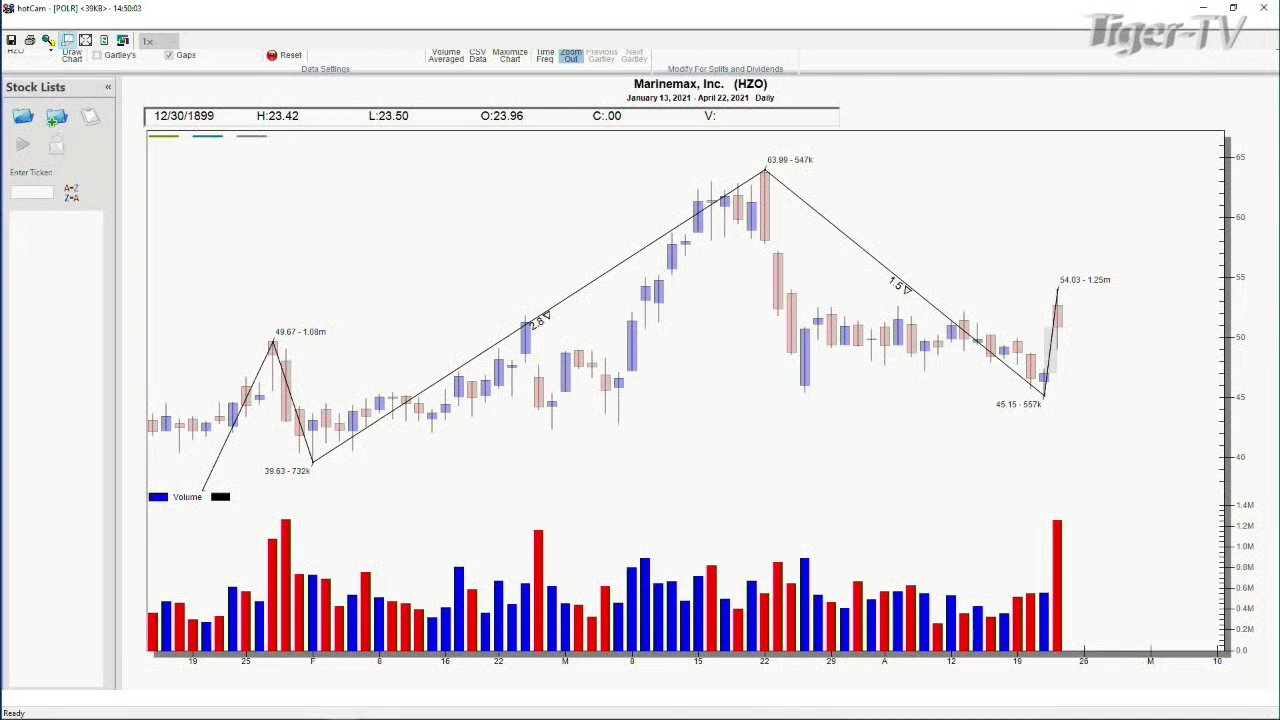 hotCam - [POLR] <39KB> - 14:50:03
Tiger-TV
HZO
Draw Chart
Gartley's
Gaps
Reset
Volume Averaged
CSV Data
Maximize Chart
Time Freq
Zoom Out
Previous Gartley
Next Gartley
Data Settings
Modify For Splits and Dividends
Stock Lists
«
Enter Ticker:
A=Z
Z=A
Marinemax, Inc. (HZO)
January 13, 2021 - April 22, 2021 Daily
12/30/1899 H:23.42 L:23.50 O:23.96 C:.00 V:
63.99 - 547k
54.03 - 1.25m
49.67 - 1.08m
2.8
1.5
45.15 - 557k
39.63 - 732k
65
60
55
50
45
40
Volume
1.4M
1.2M
1.0M
0.8M
0.6M
0.4M
0.2M
0.0
19 25 F 8 16 22 M 8 15 22 29 A 12 19 26 M 10
Ready